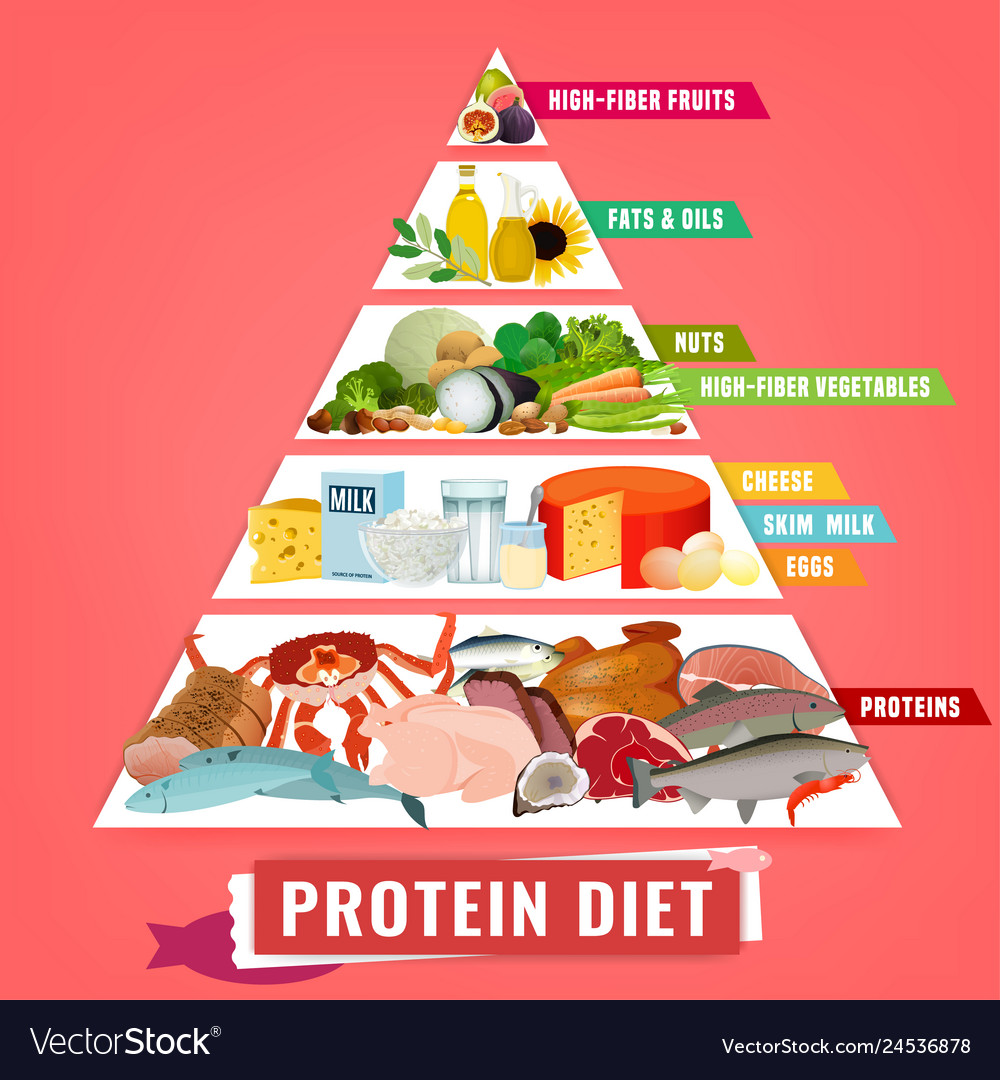 HIGH-FIBER FRUITS
FATS & OILS
NUTS
HIGH-FIBER VEGETABLES
CHEESE
MILK
SKIM MILK
EGGS
SOURCE OF PROTEIN
PROTEINS
PROTEIN DIET
VectorStock®
VectorStock.com/24536878